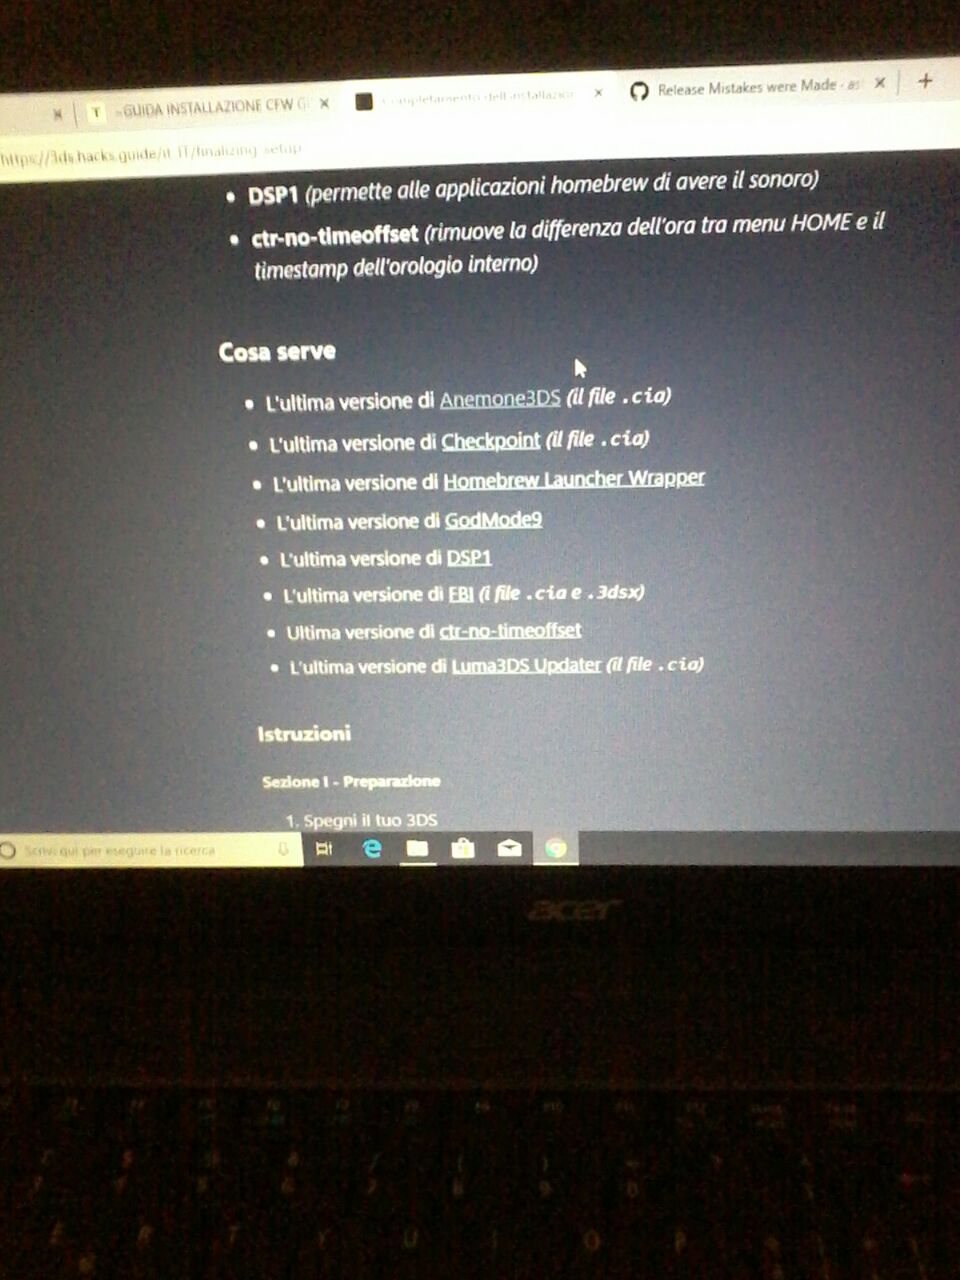 T GUIDA INSTALLAZIONE CFW G
Release Mistakes were Made
https://3ds.hacks.guide/it_IT/finalizing-setup
• DSP1 (permette alle applicazioni homebrew di avere il sonoro)
• ctr-no-timeoffset (rimuove la differenza dell'ora tra menu HOME e il
timestamp dell'orologio interno)
Cosa serve
• L'ultima versione di Anemone3DS (il file .cia)
• L'ultima versione di Checkpoint (il file .cia)
• L'ultima versione di Homebrew Launcher Wrapper
• L'ultima versione di GodMode9
• L'ultima versione di DSP1
• L'ultima versione di FBI (i file .cia e .3dsx)
• Ultima versione di ctr-no-timeoffset
• L'ultima versione di Luma3DS Updater (il file .cia)
Istruzioni
Sezione I - Preparazione
1. Spegni il tuo 3DS
Scrivi qui per eseguire la ricerca
acer